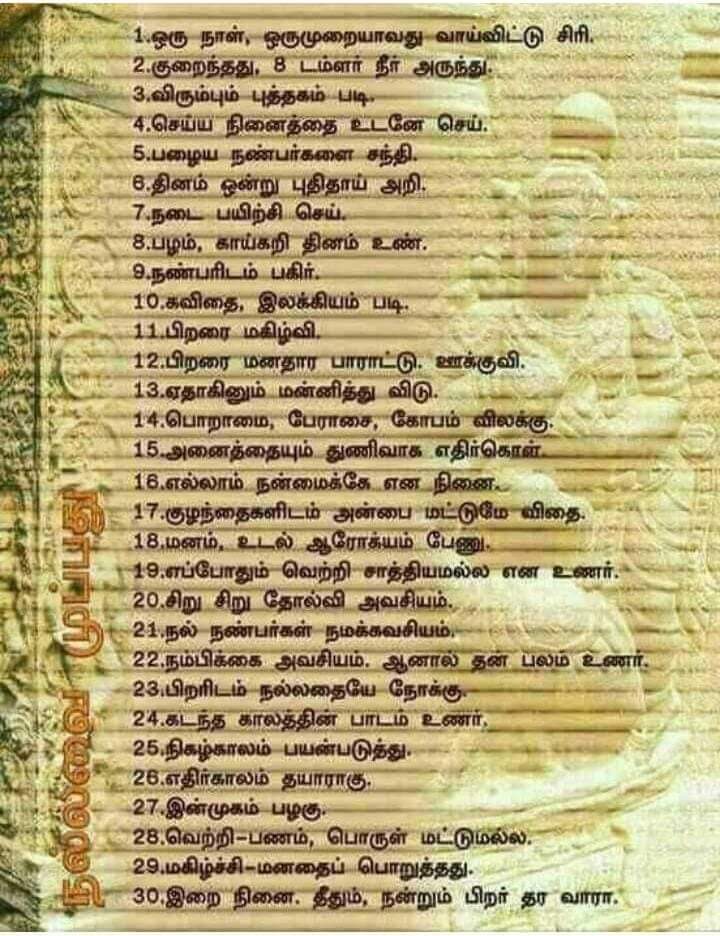 1.ஒரு நாள், ஒருமுறையாவது வாய்விட்டு சிரி.
2.குறைந்தது, 8 டம்ளர் நீர் அருந்து.
3.விரும்பும் புத்தகம் படி.
4.செய்ய நினைத்தை உடனே செய்.
5.பழைய நண்பர்களை சந்தி.
6.தினம் ஒன்று புதிதாய் அறி.
7.நடை பயிற்சி செய்.
8.பழம், காய்கறி தினம் உண்.
9.நண்பரிடம் பகிர்.
10.கவிதை, இலக்கியம் படி.
11.பிறரை மகிழ்வி.
12.பிறரை மனதார பாராட்டு. ஊக்குவி.
13.ஏதாகினும் மன்னித்து விடு.
14.பொறாமை, பேராசை, கோபம் விலக்கு.
15.அனைத்தையும் துணிவாக எதிர்கொள்.
16.எல்லாம் நன்மைக்கே என நினை.
17.குழந்தைகளிடம் அன்பை மட்டுமே விதை.
18.மனம், உடல் ஆரோக்யம் பேணு.
19.எப்போதும் வெற்றி சாத்தியமல்ல என உணர்.
20.சிறு சிறு தோல்வி அவசியம்.
21.நல் நண்பர்கள் நமக்கவசியம்.
22.நம்பிக்கை அவசியம். ஆனால் தன் பலம் உணர்.
23.பிறரிடம் நல்லதையே நோக்கு.
24.கடந்த காலத்தின் பாடம் உணர்.
25.நிகழ்காலம் பயன்படுத்து.
26.எதிர்காலம் தயாராகு.
27.இன்முகம் பழகு.
28.வெற்றி-பணம், பொருள் மட்டுமல்ல.
29.மகிழ்ச்சி-மனதைப் பொறுத்தது.
30.இறை நினை. தீதும், நன்றும் பிறர் தர வாரா.
நல்லவை முப்பது